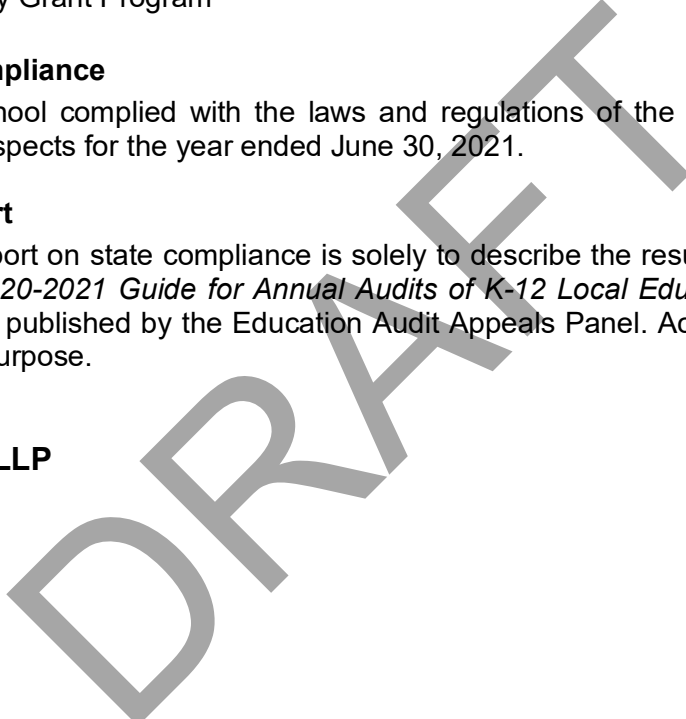 y Grant Program
mpliance
hool complied with the laws and regulations of the
spects for the year ended June 30, 2021.
rt
port on state compliance is solely to describe the resu
20-2021 Guide for Annual Audits of K-12 Local Edu
published by the Education Audit Appeals Panel. Ac
urpose.
LLP
DRAFT